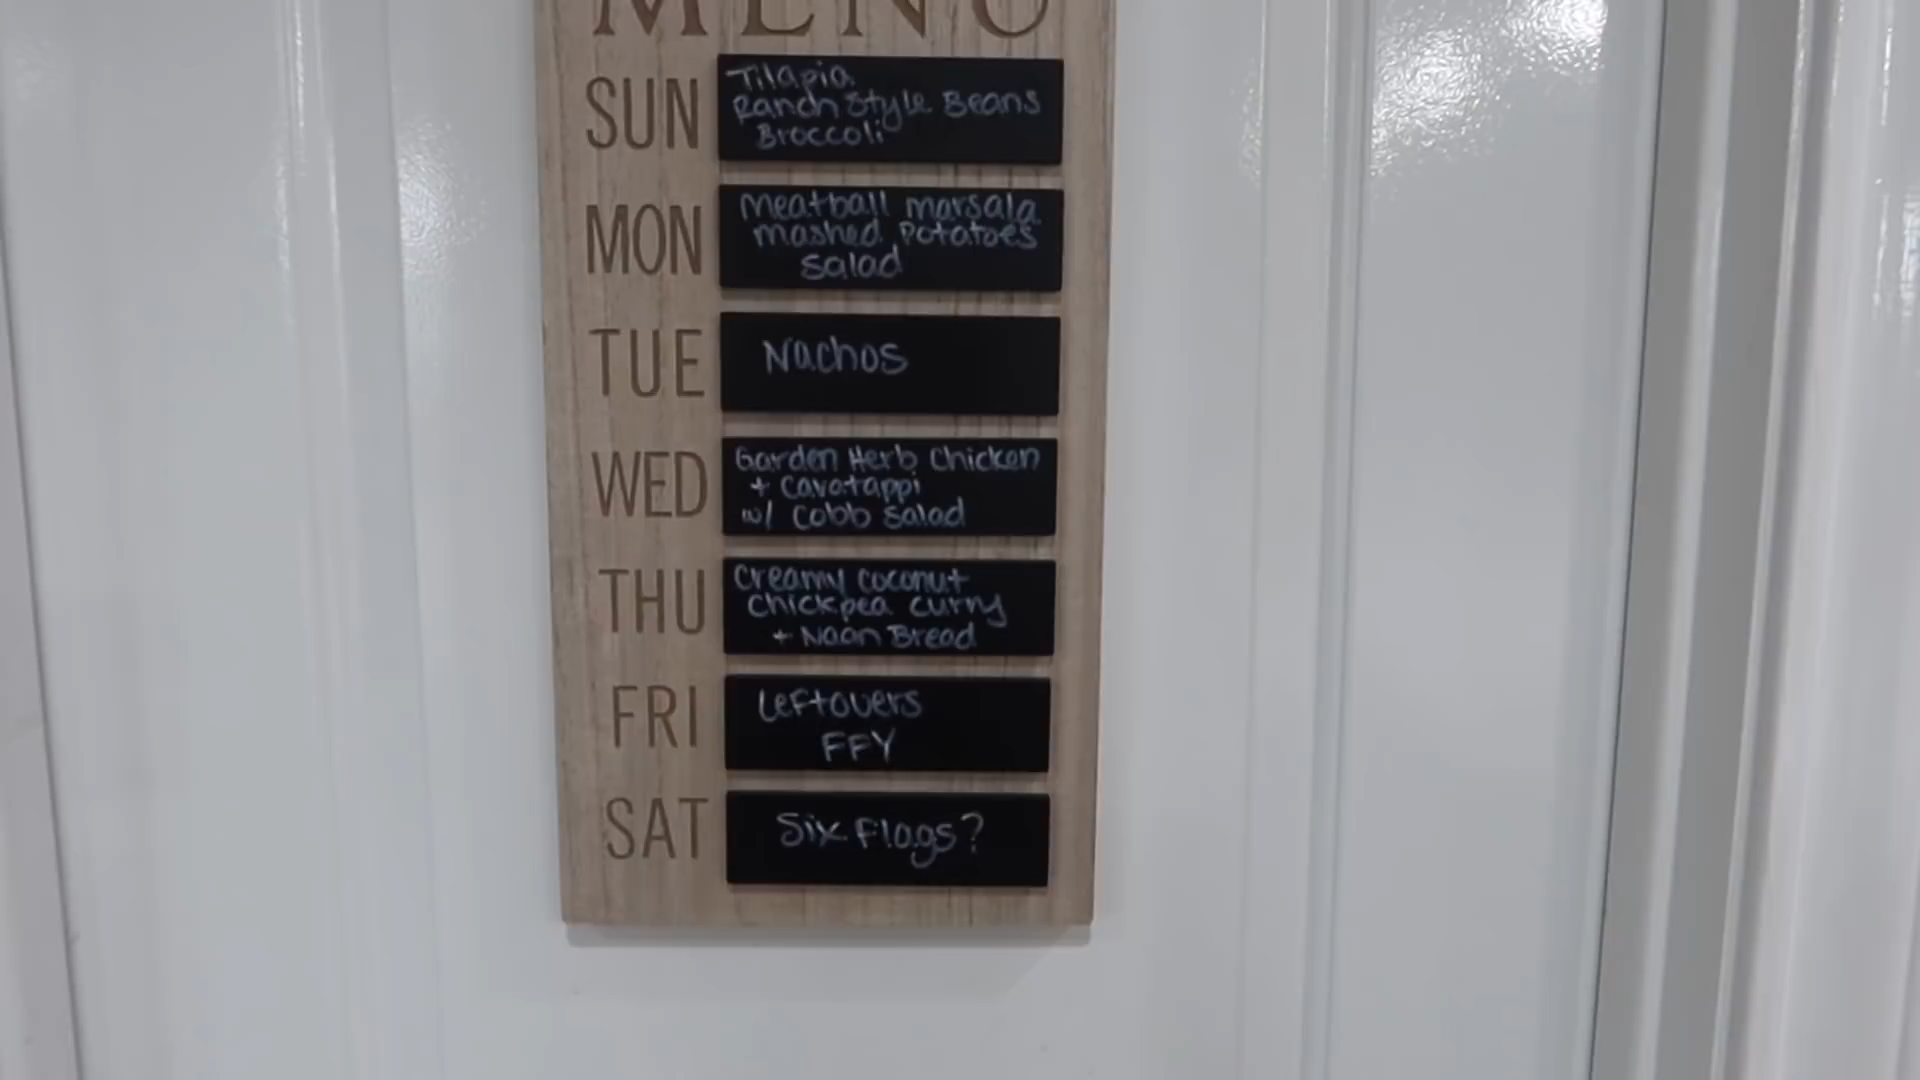 MENU
SUN
Tilapia
Ranch Style Beans
Broccoli
MON
Meatball marsala
mashed potatoes
salad
TUE
Nachos
WED
Garden Herb Chicken
+ Cavatappi
w/ Cobb Salad
THU
Creamy Coconut
Chickpea curry
+ Naan Bread
FRI
Leftovers
FFY
SAT
Six Flags?